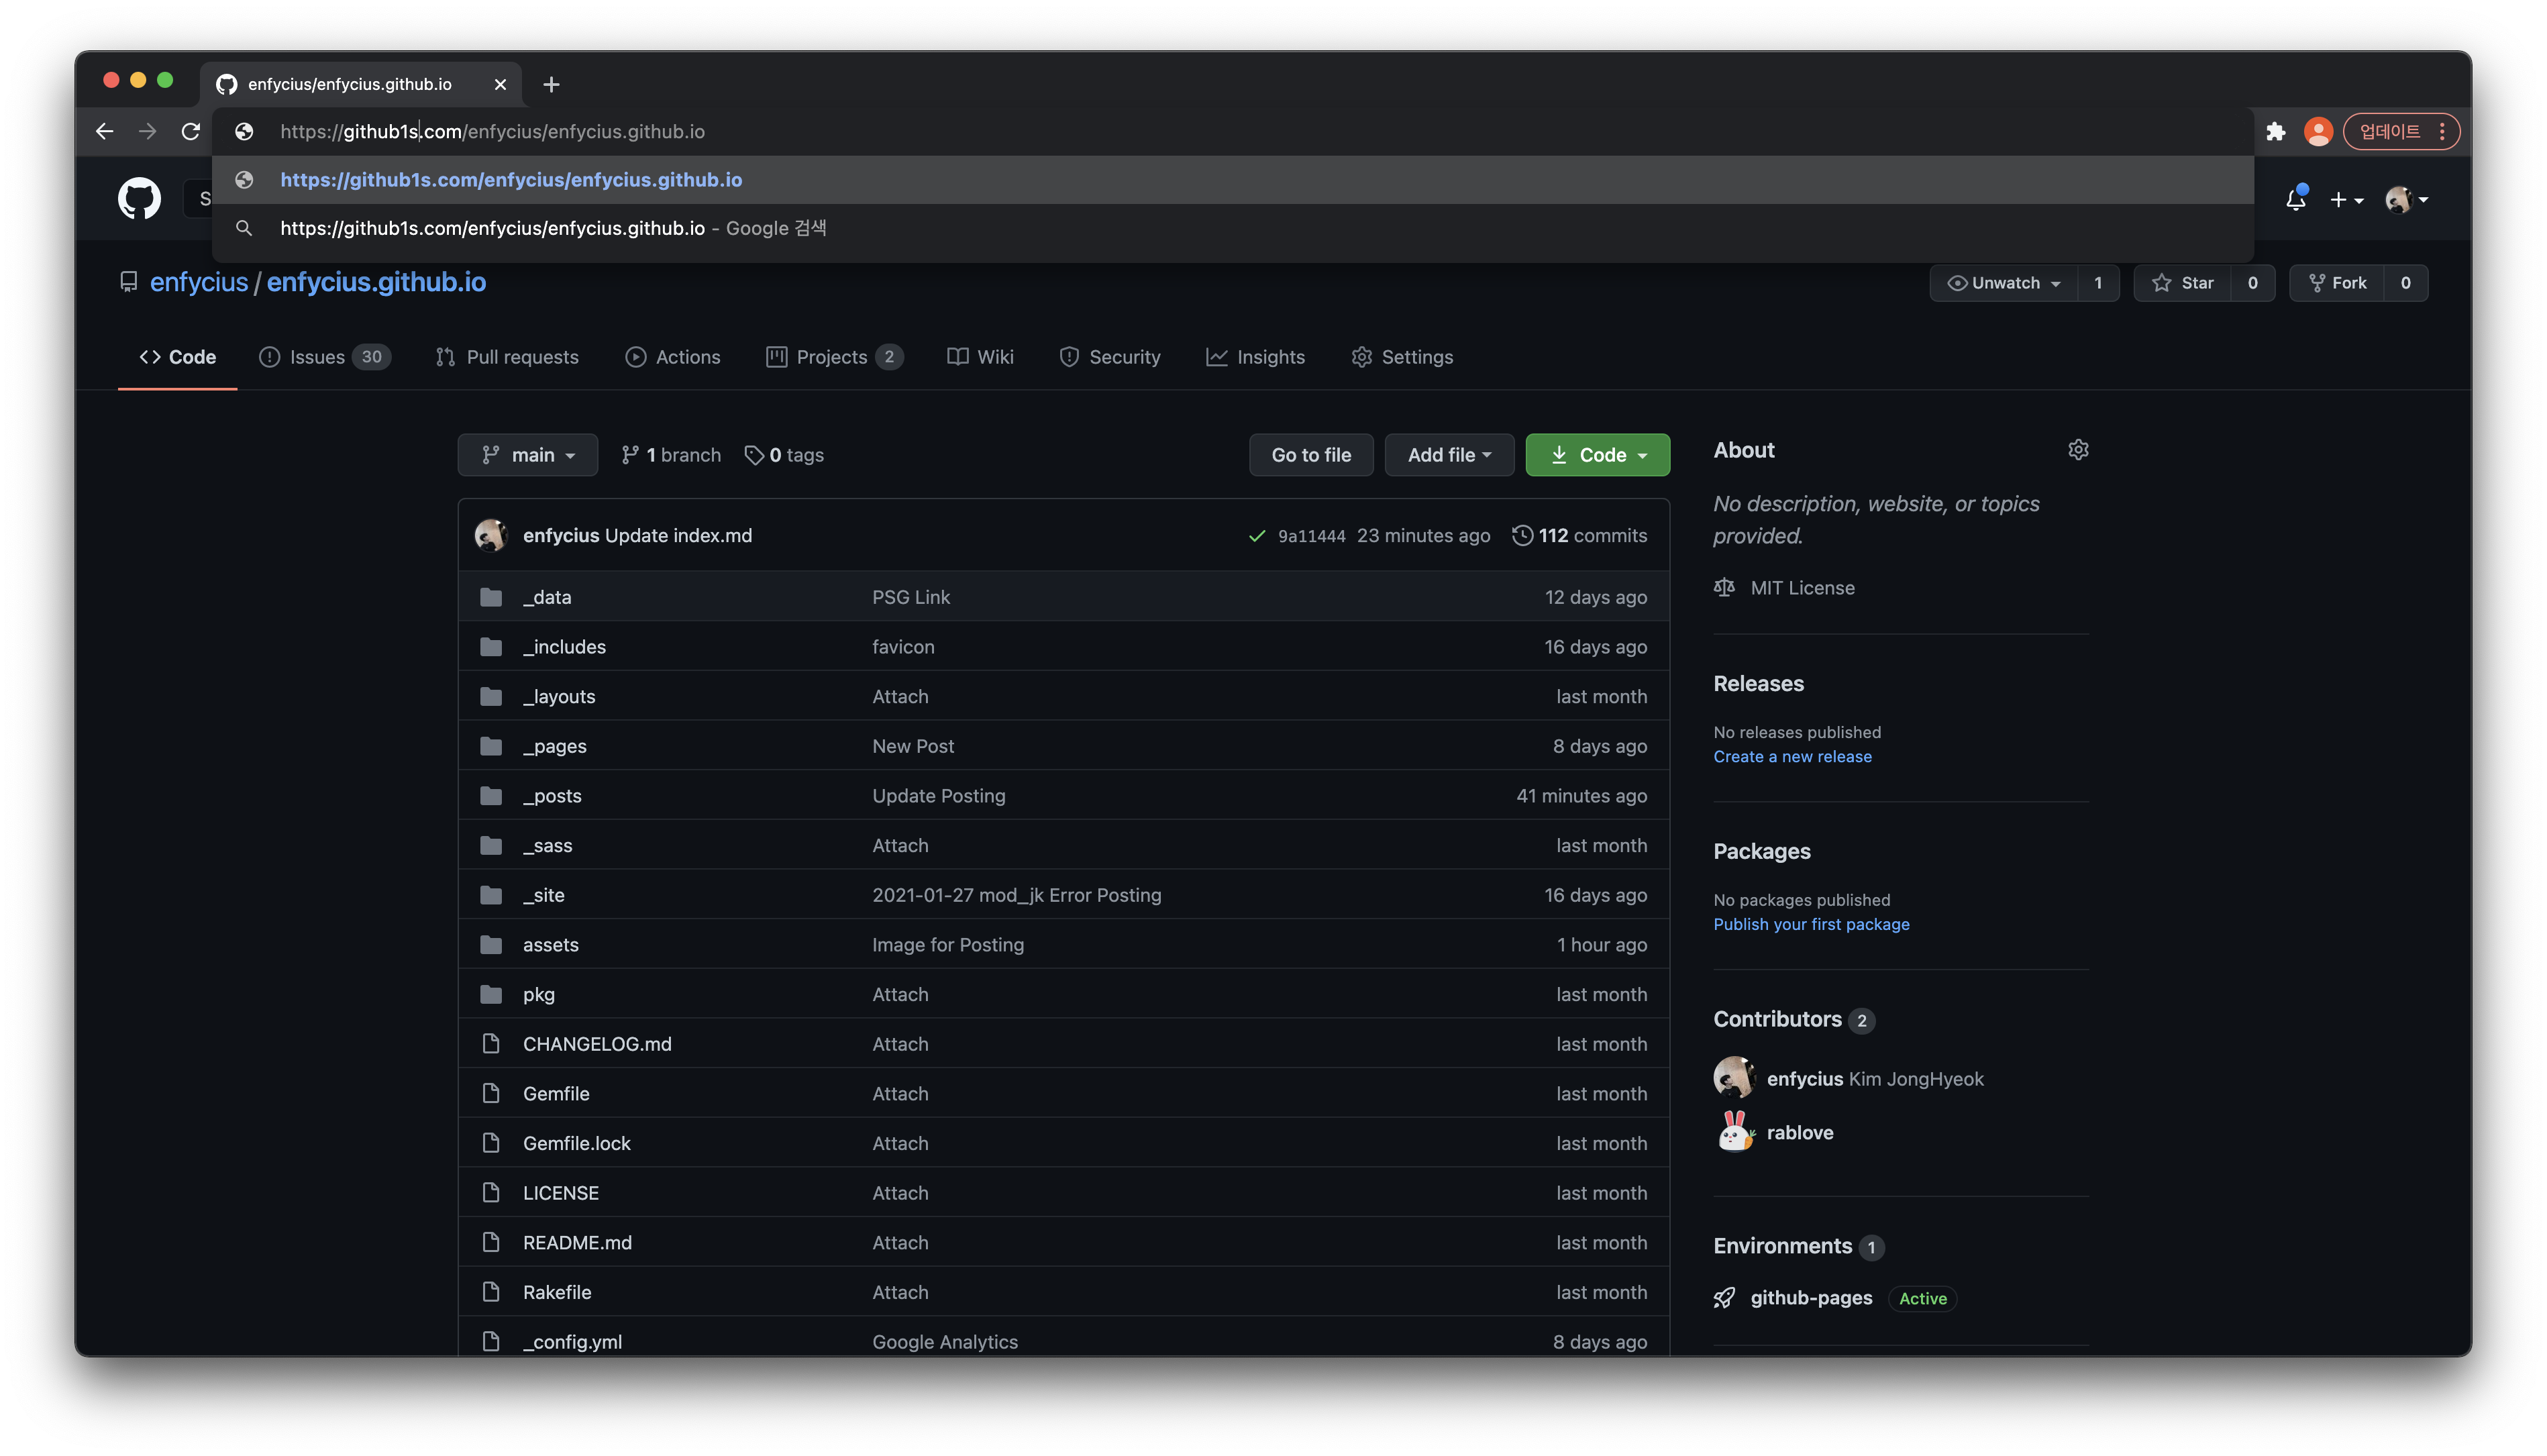 enfycius/enfycius.github.io
https://github1s.com/enfycius/enfycius.github.io
업데이트
https://github1s.com/enfycius/enfycius.github.io
S
https://github1s.com/enfycius/enfycius.github.io - Google 검색
enfycius / enfycius.github.io
Unwatch 1 Star 0 Fork 0
Code Issues 30 Pull requests Actions Projects 2 Wiki Security Insights Settings
main 1 branch 0 tags Go to file Add file Code
enfycius Update index.md 9a11444 23 minutes ago 112 commits
_data PSG Link 12 days ago
_includes favicon 16 days ago
_layouts Attach last month
_pages New Post 8 days ago
_posts Update Posting 41 minutes ago
_sass Attach last month
_site 2021-01-27 mod_jk Error Posting 16 days ago
assets Image for Posting 1 hour ago
pkg Attach last month
CHANGELOG.md Attach last month
Gemfile Attach last month
Gemfile.lock Attach last month
LICENSE Attach last month
README.md Attach last month
Rakefile Attach last month
_config.yml Google Analytics 8 days ago
About
No description, website, or topics
provided.
MIT License
Releases
No releases published
Create a new release
Packages
No packages published
Publish your first package
Contributors 2
enfycius Kim JongHyeok
rablove
Environments 1
github-pages Active